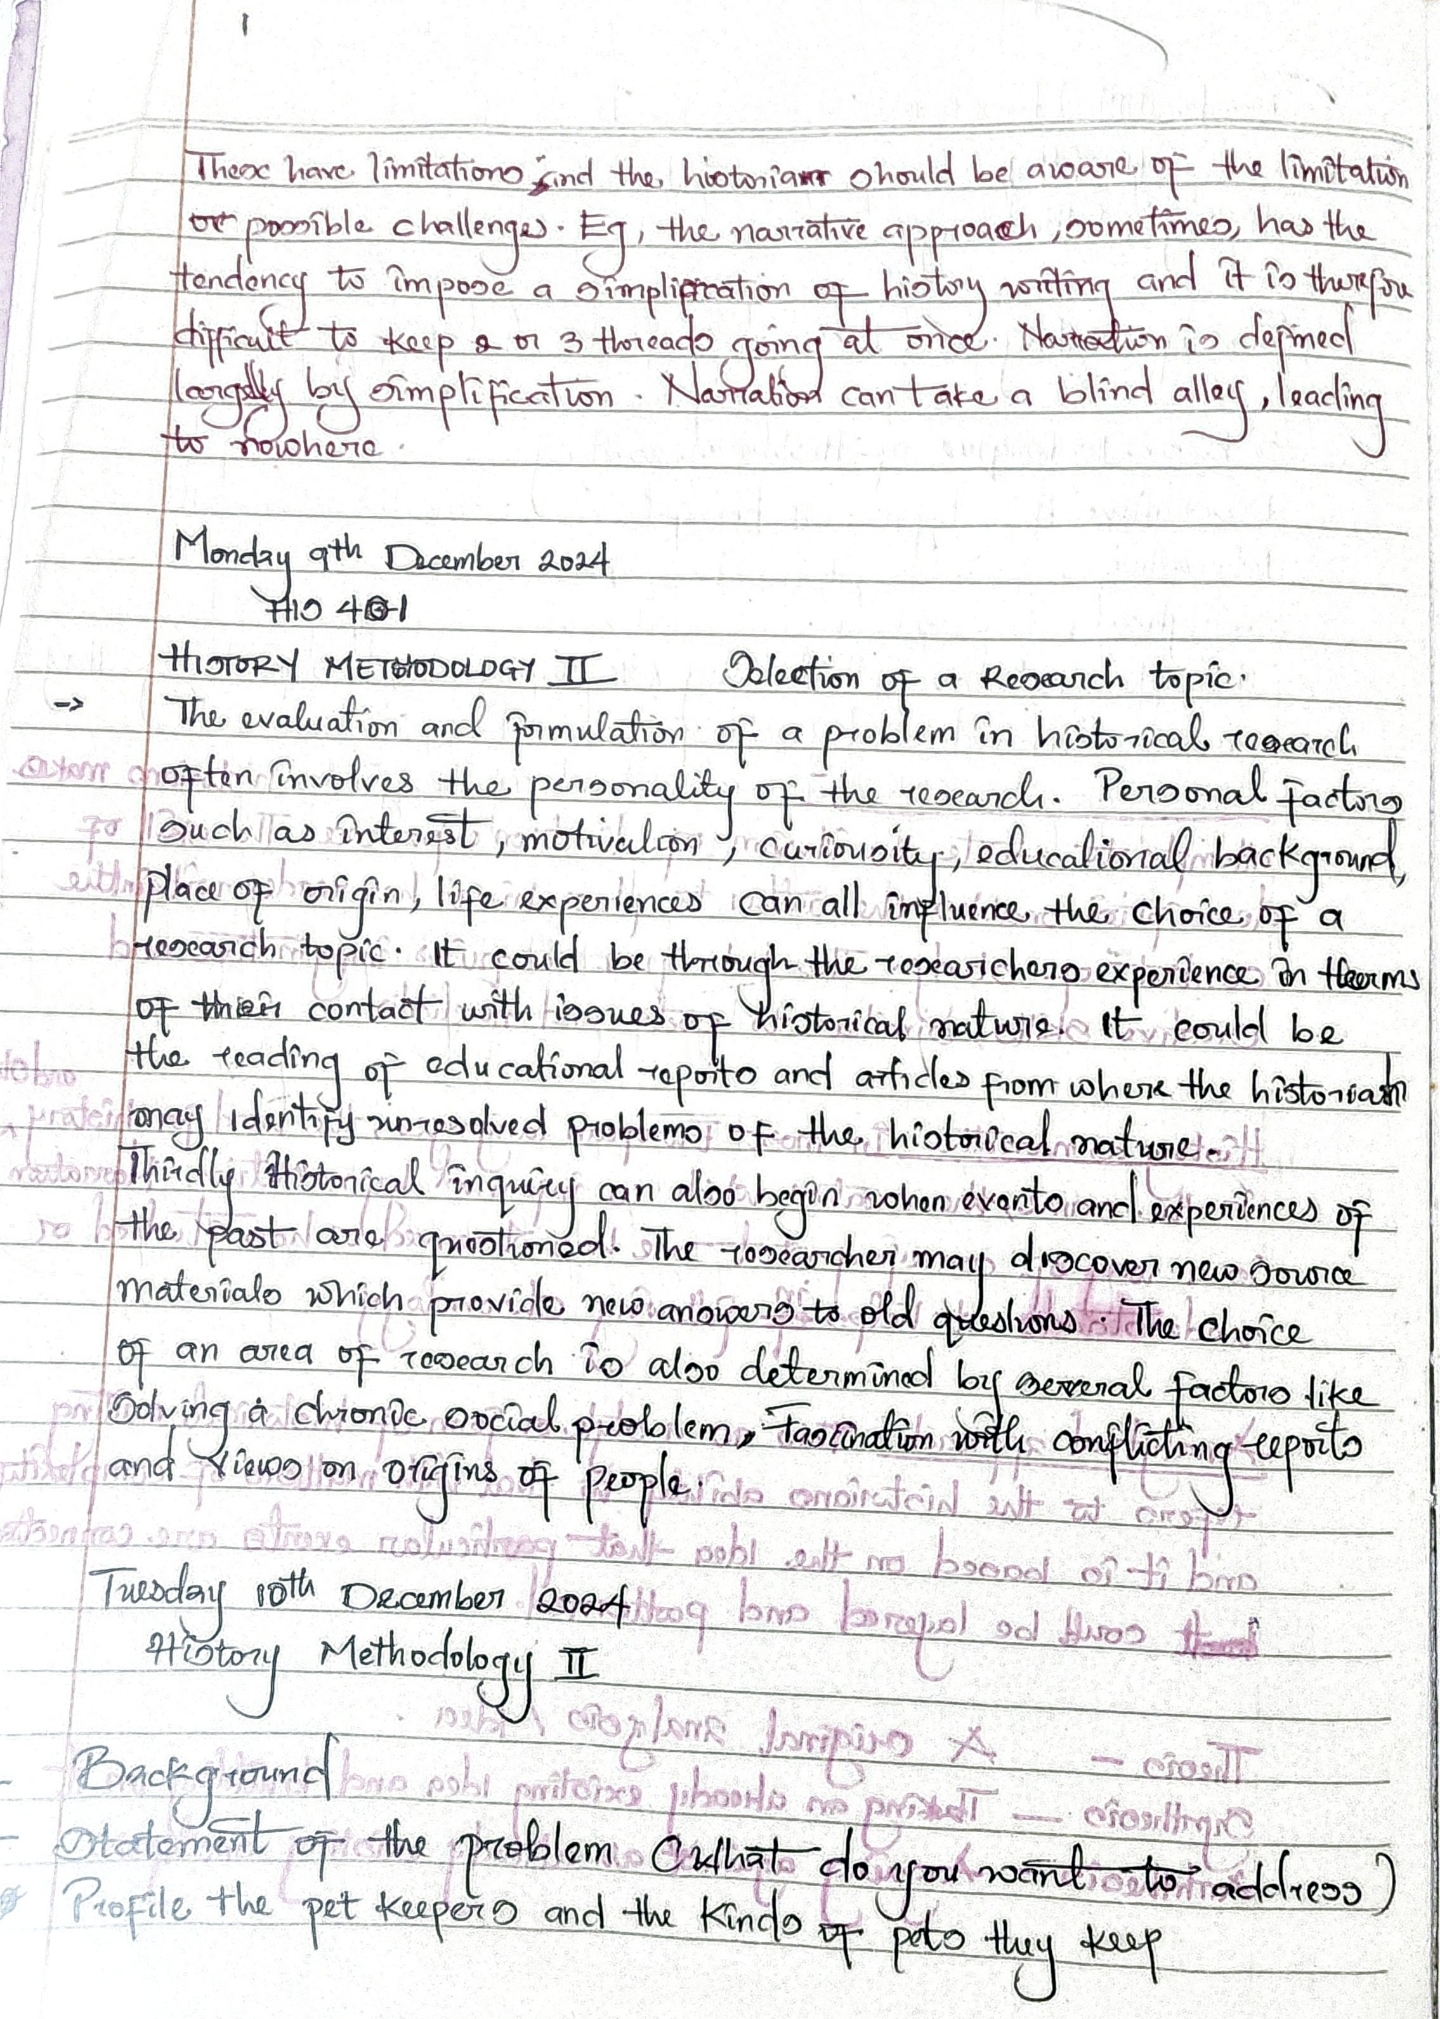 These have limitations and the historian should be aware of the limitation
or possible challenges. Eg, the narrative approach, sometimes, has the
tendency to impose a simplification of history writing and it is therefore
difficult to keep 2 or 3 threads going at once. Narration is defined
largely by simplification. Narration can take a blind alley, leading
to nowhere.
Monday 9th December 2024
HIS 401
HISTORY METHODOLOGY II Selection of a Research topic.
-> The evaluation and formulation of a problem in historical research
often involves the personality of the research. Personal factors
such as interest, motivation, curiousity, educational background,
place of origin, life experiences can all influence the choice of a
research topic. It could be through the researchers experience in therms
of their contact with issues of historical nature. It could be
the reading of educational reports and articles from where the historian
may identify unresolved problems of the historical nature.
Thirdly Historical inquiry can also begin when events and experiences of
the past are questioned. The researcher may discover new source
materials which provide new answers to old questions. The choice
of an area of research is also determined by several factors like
Solving a chronic social problem, Fascination with conflicting reports
and views on origins of people.
Tuesday 10th December 2024
History Methodology II
- Background
- Statement of the problem (what do you want to address)
Profile the pet keepers and the kinds of pets they keep